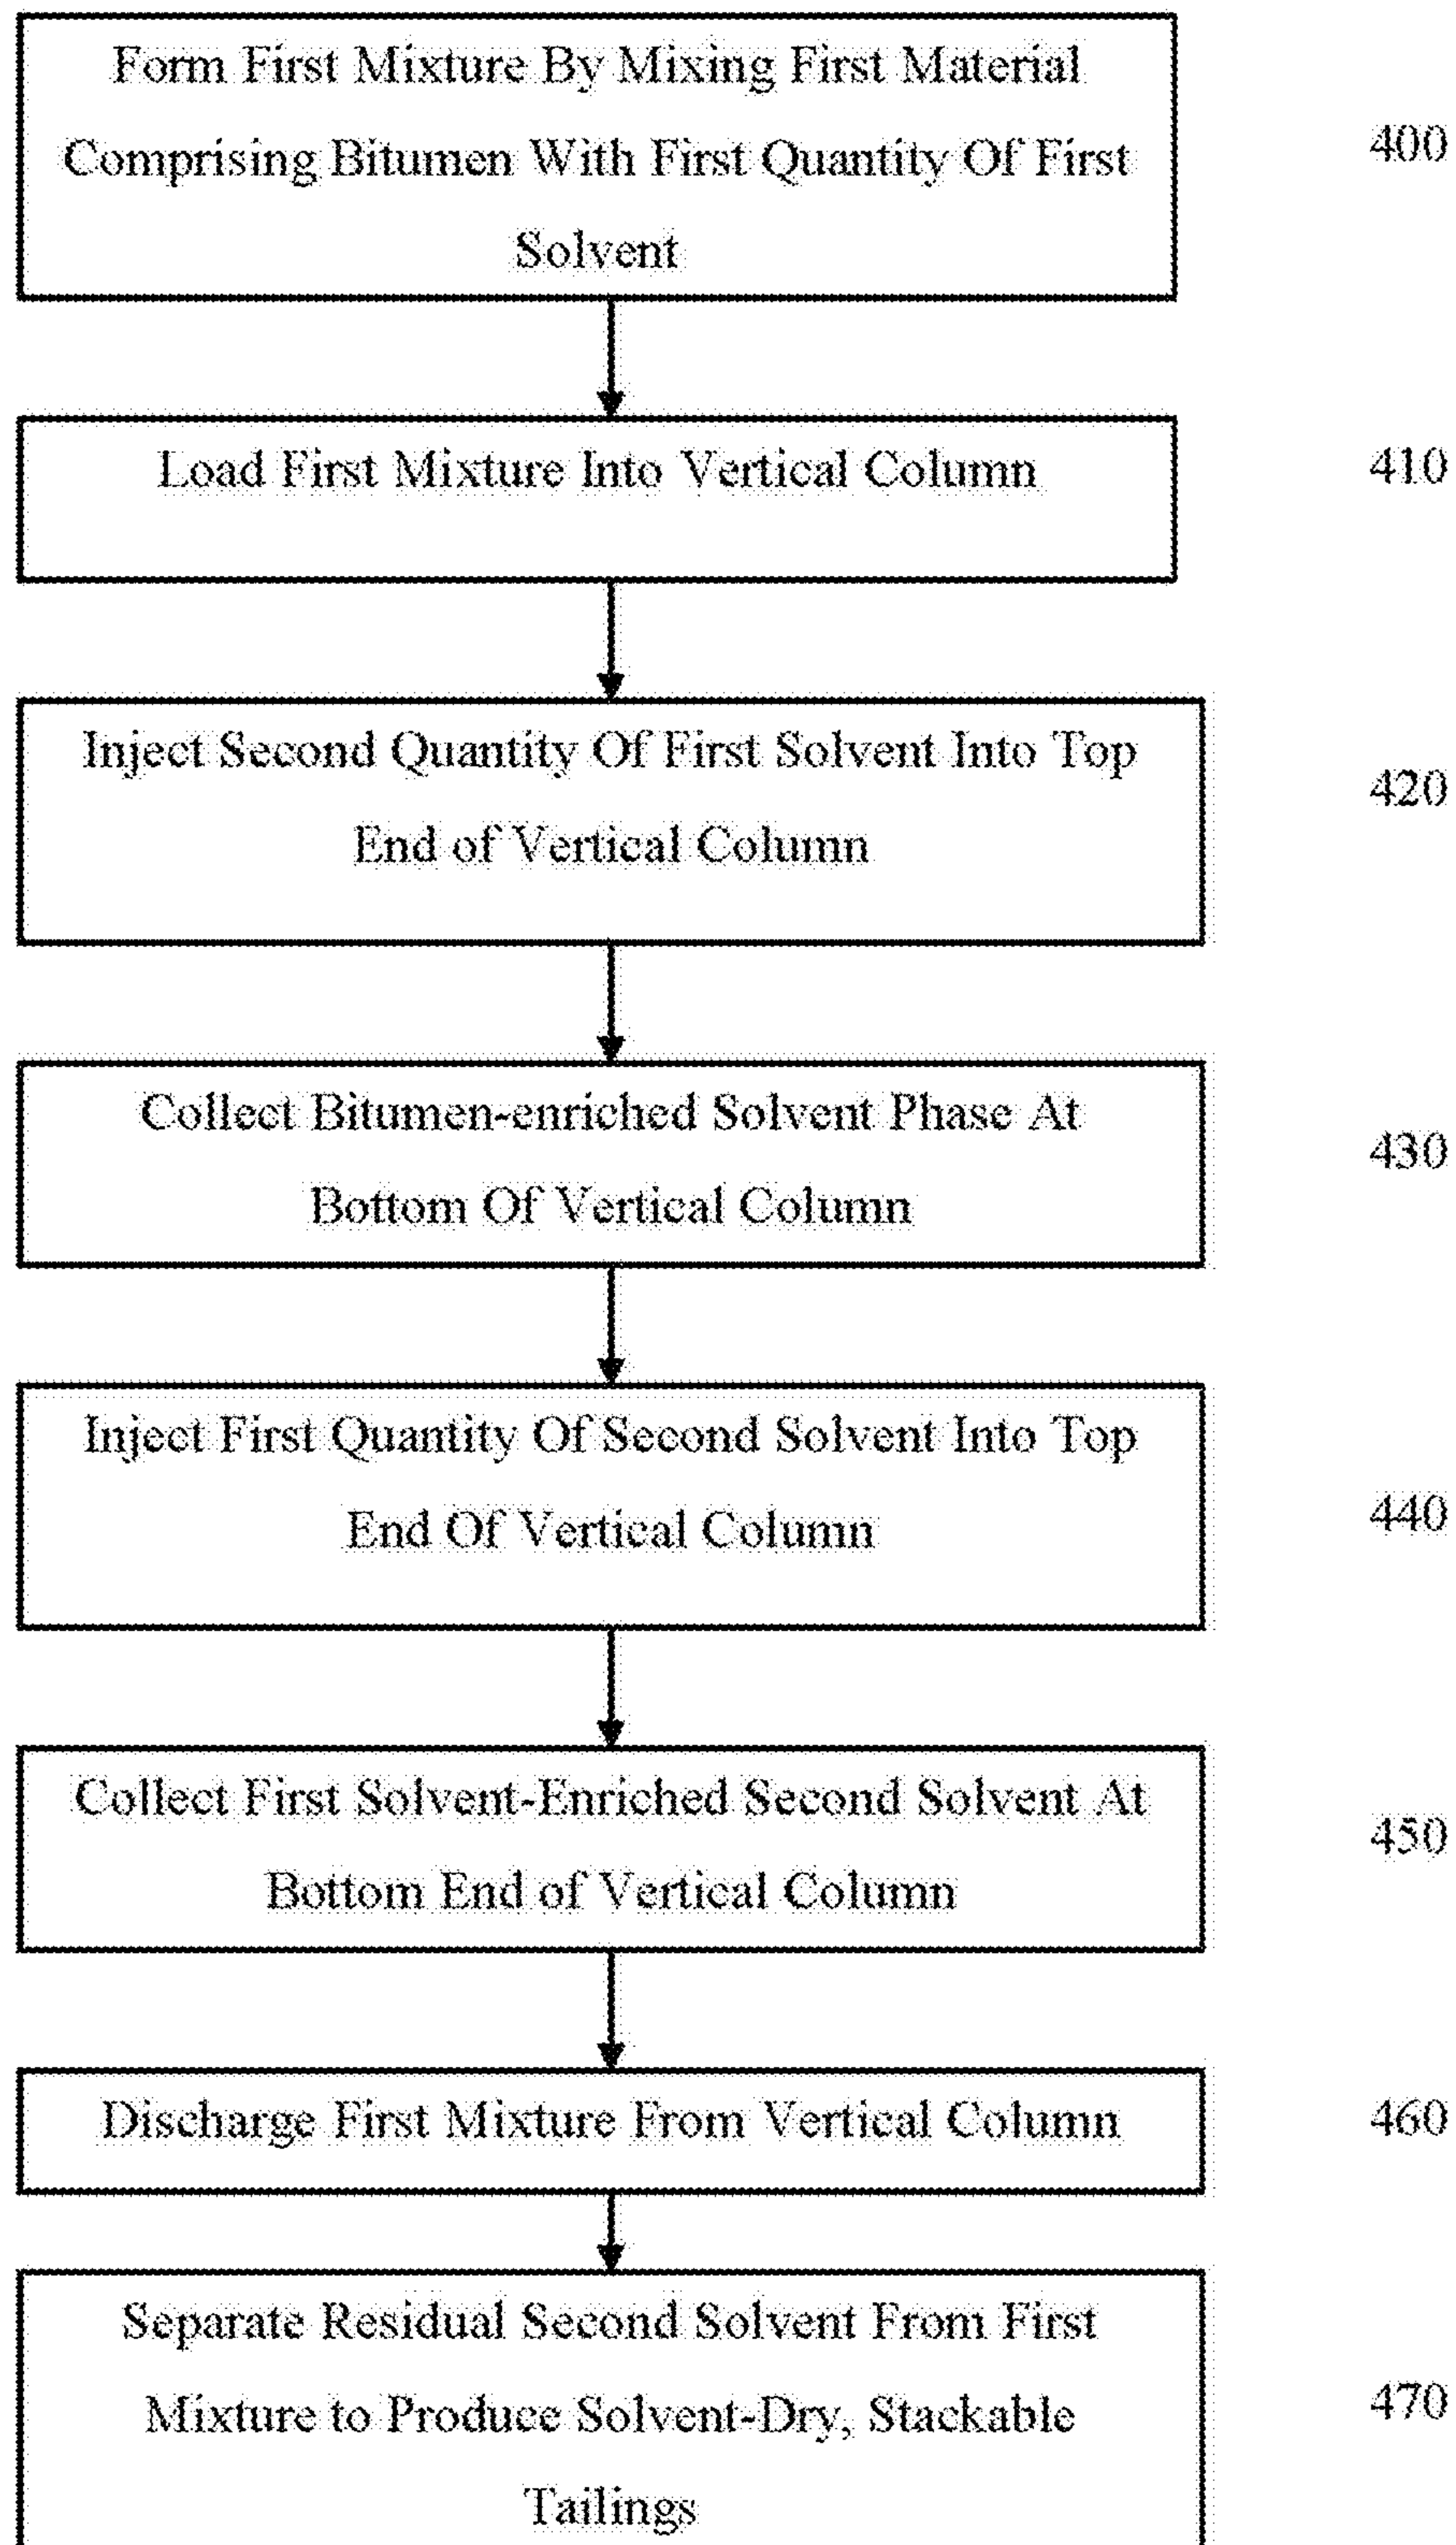 Form First Mixture By Mixing First Material
Comprising Bitumen With First Quantity Of First
Solvent
400
Load First Mixture Into Vertical Column
410
Inject Second Quantity Of First Solvent Into Top
End of Vertical Column
420
Collect Bitumen-enriched Solvent Phase At
Bottom Of Vertical Column
430
Inject First Quantity Of Second Solvent Into Top
End Of Vertical Column
440
Collect First Solvent-Enriched Second Solvent At
Bottom End of Vertical Column
450
Discharge First Mixture From Vertical Column
460
Separate Residual Second Solvent From First
Mixture to Produce Solvent-Dry, Stackable
Tailings
470